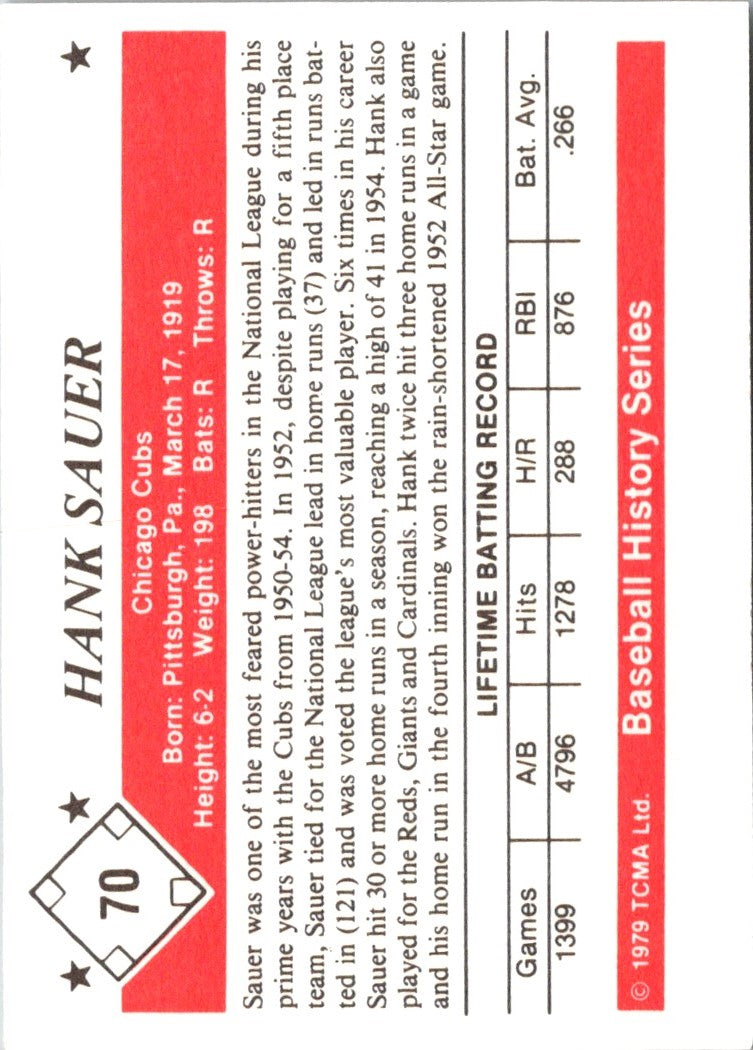 70
HANK SAUER
Chicago Cubs
Born: Pittsburgh, Pa., March 17, 1919
Height: 6-2 Weight: 198 Bats: R Throws: R
Sauer was one of the most feared power-hitters in the National League during his
prime years with the Cubs from 1950-54. In 1952, despite playing for a fifth place
team, Sauer tied for the National League lead in home runs (37) and led in runs bat-
ted in (121) and was voted the league's most valuable player. Six times in his career
Sauer hit 30 or more home runs in a season, reaching a high of 41 in 1954. Hank also
played for the Reds, Giants and Cardinals. Hank twice hit three home runs in a game
and his home run in the fourth inning won the rain-shortened 1952 All-Star game.
LIFETIME BATTING RECORD
Games A/B Hits H/R RBI Bat. Avg.
1399 4796 1278 288 876 .266
© 1979 TCMA Ltd. Baseball History Series